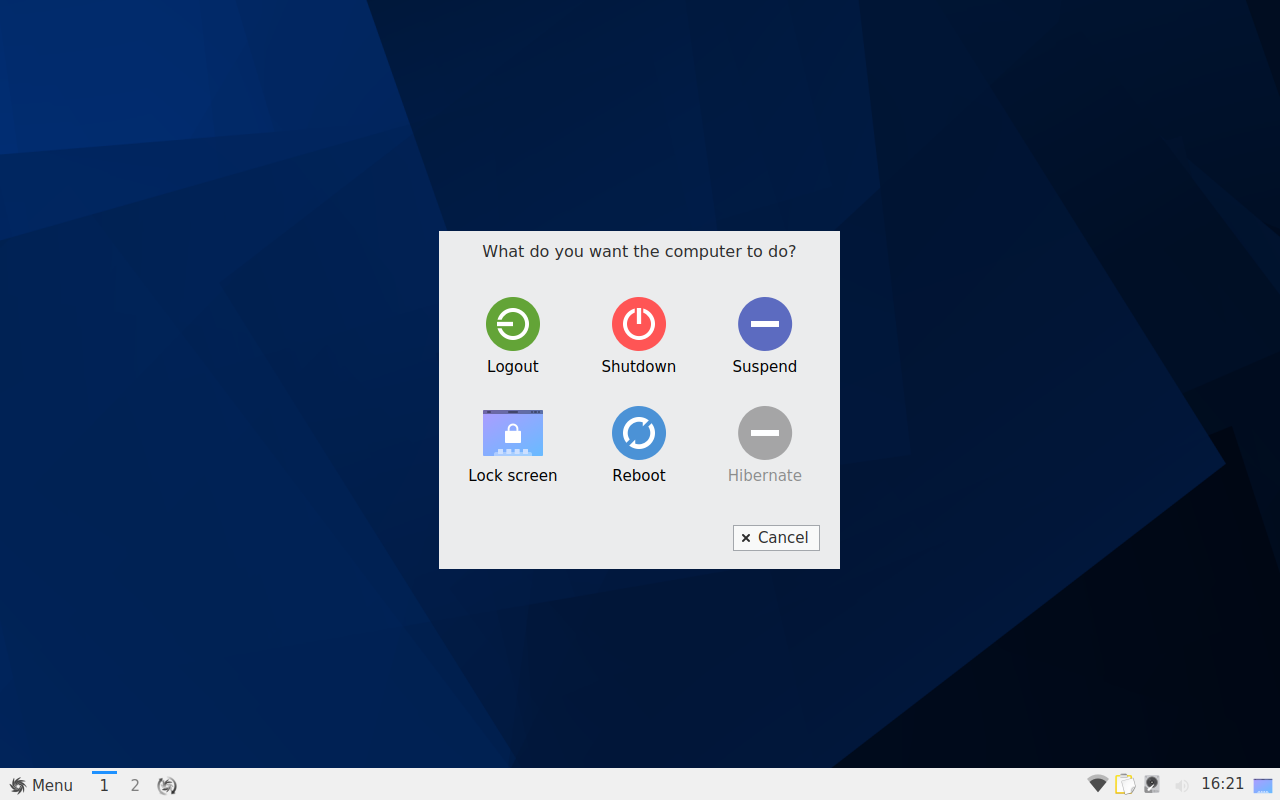 What do you want the computer to do?
Logout Shutdown Suspend
Lock screen Reboot Hibernate
Cancel
Menu 1 2 16:21